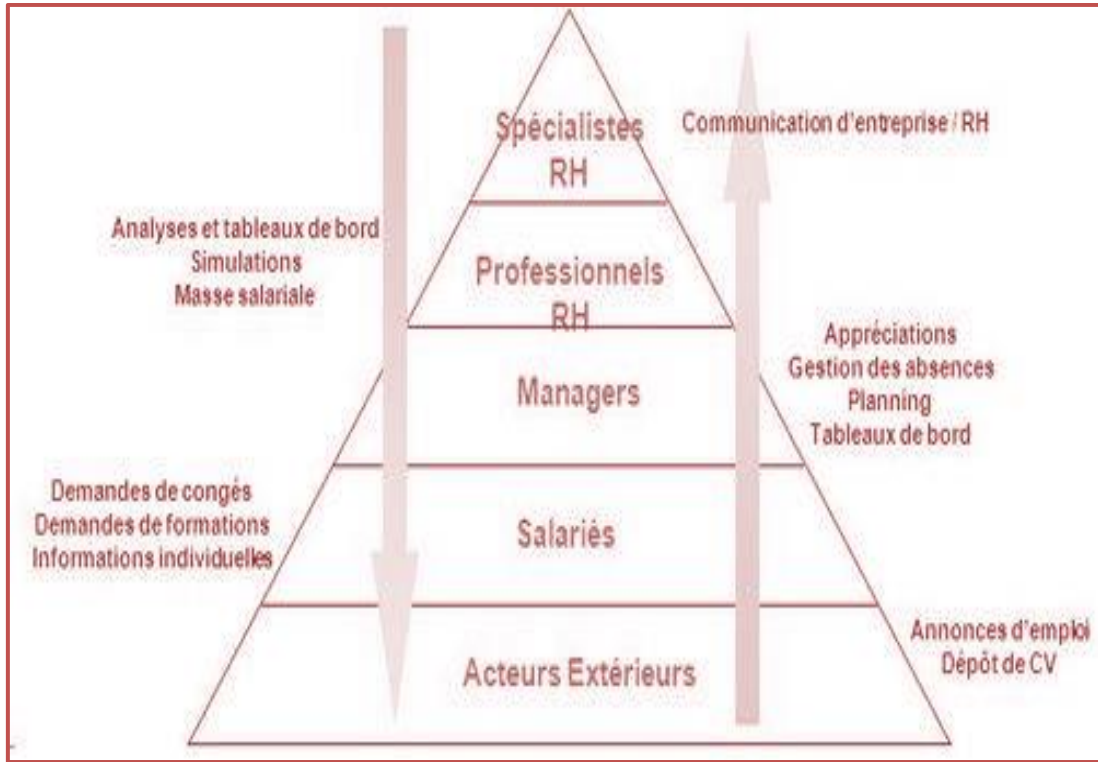 Spécialistes
RH
Communication d'entreprise / RH
Analyses et tableaux de bord
Simulations
Masse salariale
Professionnels
RH
Appréciations
Gestion des absences
Planning
Tableaux de bord
Managers
Demandes de congés
Demandes de formations
Informations individuelles
Salariés
Annonces d'emploi
Dépôt de CV
Acteurs Extérieurs